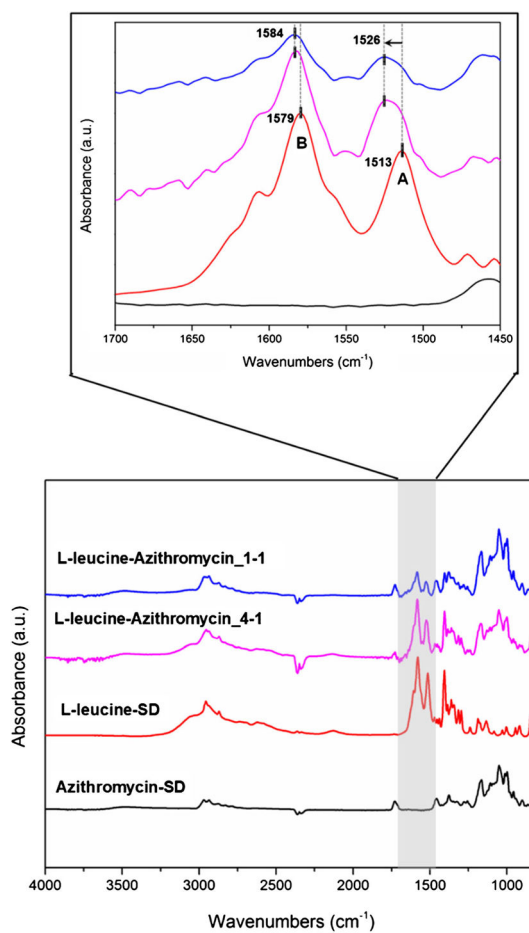 1584
1526
1579
B
1513
A
Absorbance (a.u.)
1700
1650
1600
1550
1500
1450
Wavenumbers (cm-1)
L-leucine-Azithromycin_1-1
L-leucine-Azithromycin_4-1
L-leucine-SD
Azithromycin-SD
Absorbance (a.u.)
4000
3500
3000
2500
2000
1500
1000
Wavenumbers (cm-1)